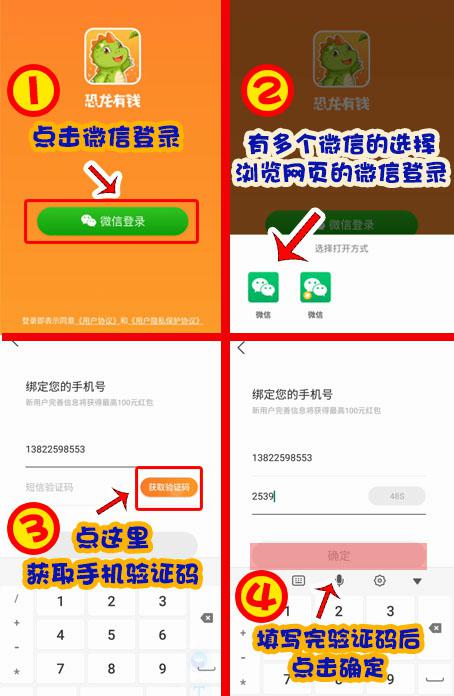 恐龙有钱
①
点击微信登录
微信登录
登录即表示同意《用户协议》和《用户隐私保护协议》
恐龙有钱
②
有多个微信的选择
浏览网页的微信登录
微信登录
选择打开方式
微信
微信
绑定您的手机号
新用户完善信息将获得最高100元红包
13822598553
短信验证码
获取验证码
③
点这里
获取手机验证码
/ 1 2 3
+
- 4 5 6
*
7 8 9
绑定您的手机号
新用户完善信息将获得最高100元红包
13822598553
2539
48S
确定
④
填写完验证码后
点击确定
1 2 3
+
- 4 5 6
*
7 8 9